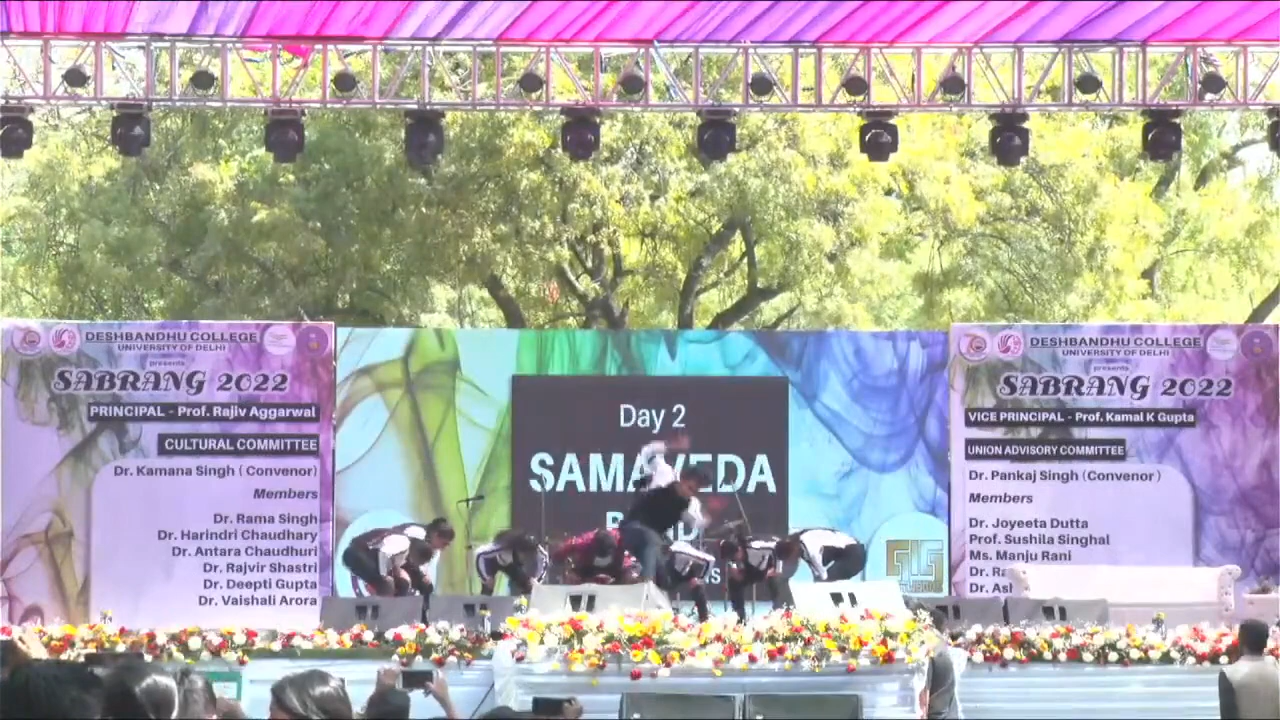 DESHBANDHU COLLEGE
UNIVERSITY OF DELHI
presents
SABRANG 2022
PRINCIPAL - Prof. Rajiv Aggarwal
CULTURAL COMMITTEE
Dr. Kamana Singh ( Convenor)
Members
Dr. Rama Singh
Dr. Harindri Chaudhary
Dr. Antara Chaudhuri
Dr. Rajvir Shastri
Dr. Deepti Gupta
Dr. Vaishali Arora
Day 2
SAMAVEDA
DESHBANDHU COLLEGE
UNIVERSITY OF DELHI
presents
SABRANG 2022
VICE PRINCIPAL - Prof. Kamal K Gupta
UNION ADVISORY COMMITTEE
Dr. Pankaj Singh (Convenor )
Members
Dr. Joyeeta Dutta
Prof. Sushila Singhal
Ms. Manju Rani
Dr.
Dr.